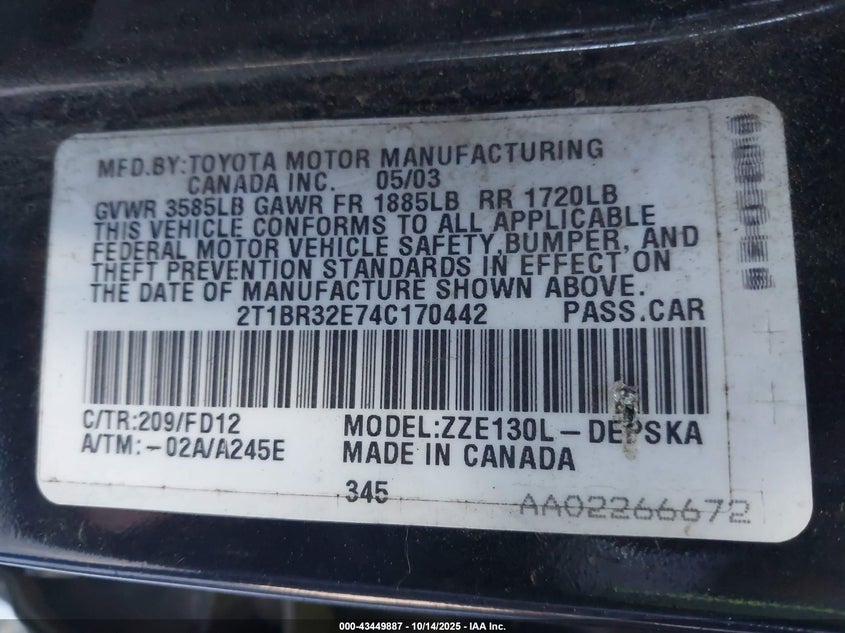 MFD.BY:TOYOTA MOTOR MANUFACTURING
CANADA INC. 05/03
GVWR 3585LB GAWR FR 1885LB RR 1720LB
THIS VEHICLE CONFORMS TO ALL APPLICABLE
FEDERAL MOTOR VEHICLE SAFETY,BUMPER, AND
THEFT PREVENTION STANDARDS IN EFFECT ON
THE DATE OF MANUFACTURE SHOWN ABOVE.
2T1BR32E74C170442 PASS.CAR
C/TR:209/FD12 MODEL:ZZE130L-DEPSKA
A/TM:-02A/A245E MADE IN CANADA
345 AA02266672
000-43449887 - 10/14/2025 - IAA Inc.